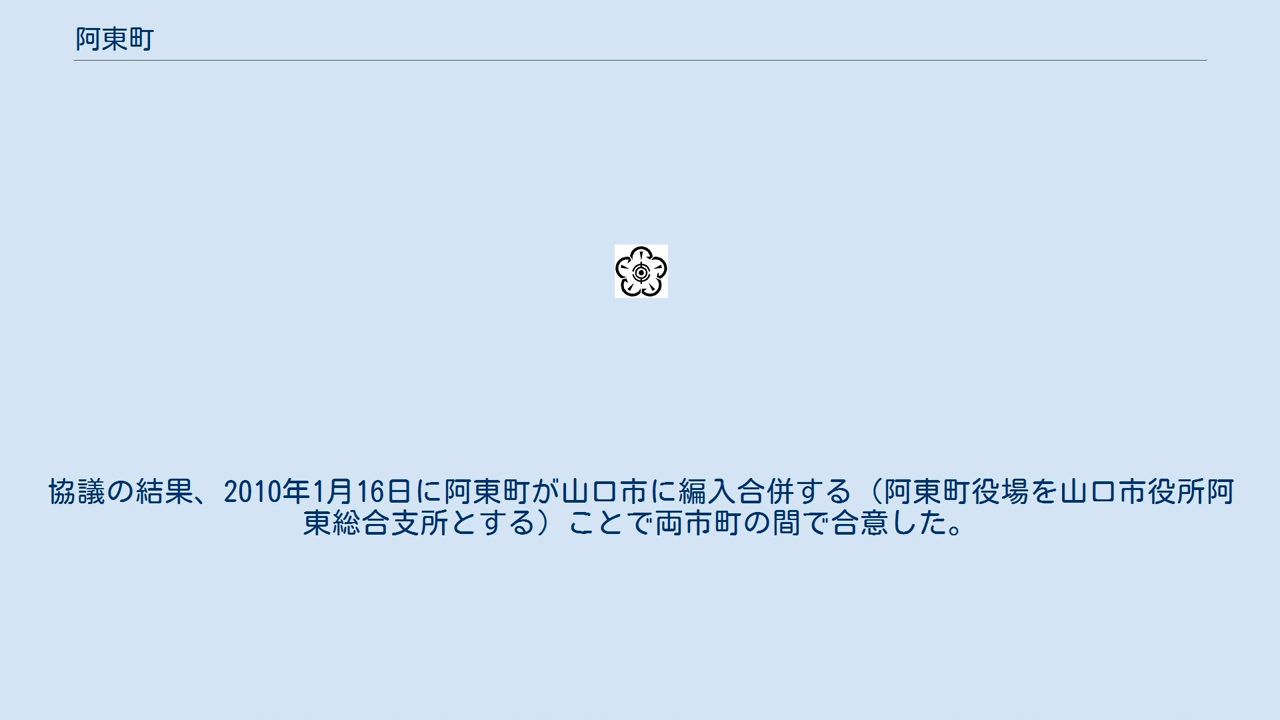 阿東町
協議の結果、2010年1月16日に阿東町が山口市に編入合併する（阿東町役場を山口市役所阿
東総合支所とする）ことで両市町の間で合意した。